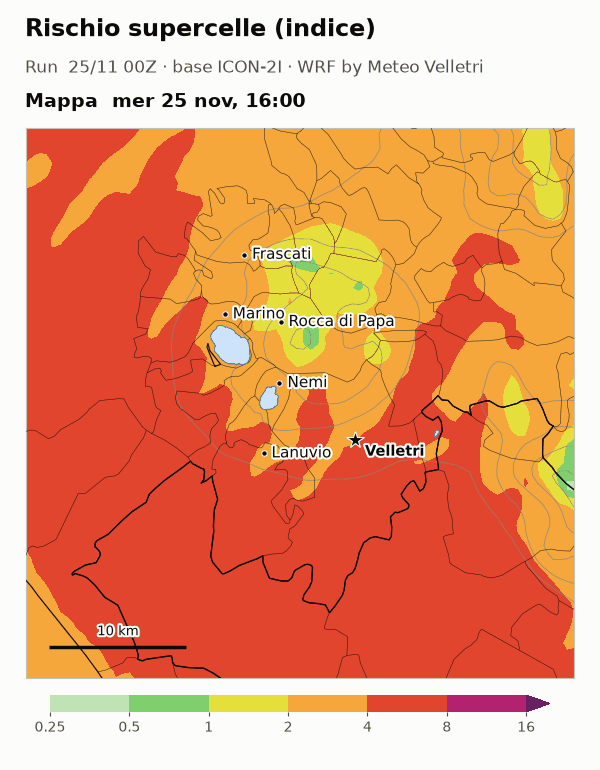 Rischio supercelle (indice)
Run  25/11 00Z · base ICON-2I · WRF by Meteo Velletri
Mappa  mer 25 nov, 16:00
Frascati
Marino
Rocca di Papa
Nemi
Velletri
Lanuvio
10 km
0.25 0.5 1 2 4 8 16